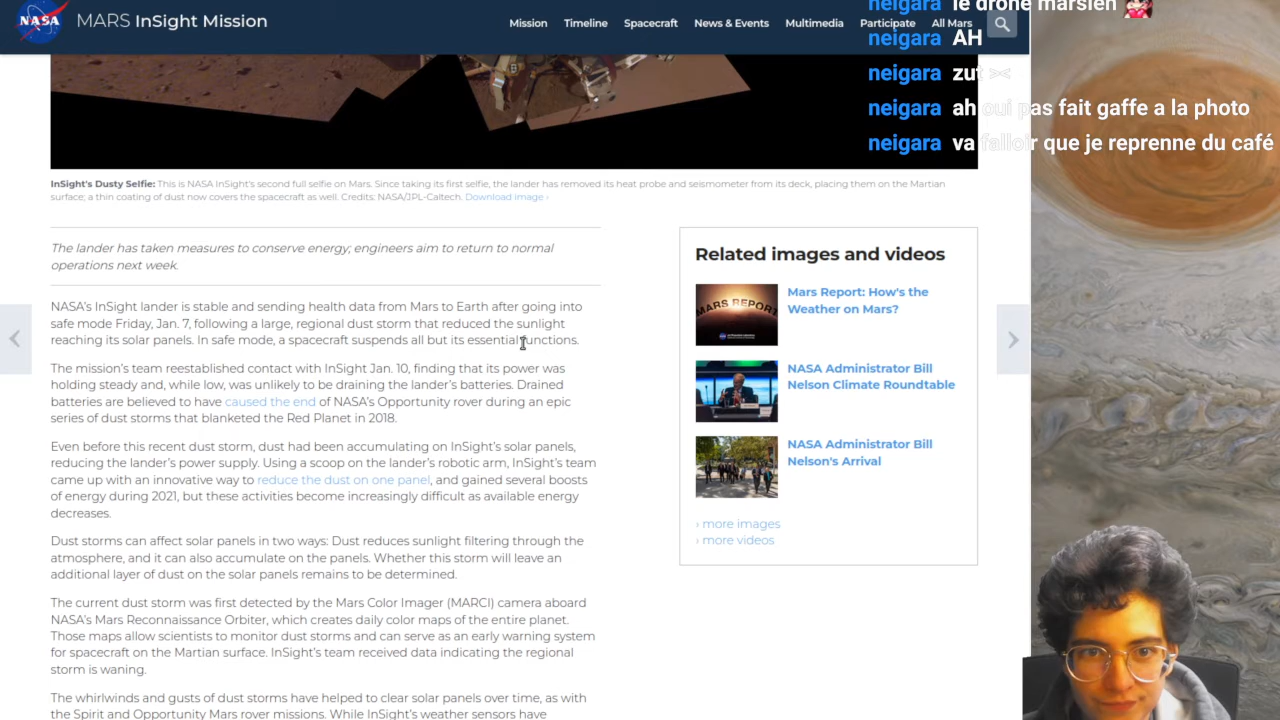 NASA
MARS InSight Mission
Mission
Timeline
Spacecraft
News & Events
Multimedia
Participate
All Mars
neigara le drone marsien
neigara AH
neigara zut ><
neigara ah oui pas fait gaffe a la photo
neigara va falloir que je reprenne du café
InSight's Dusty Selfie: This is NASA InSight's second full selfie on Mars. Since taking its first selfie, the lander has removed its heat probe and seismometer from its deck, placing them on the Martian
surface; a thin coating of dust now covers the spacecraft as well. Credits: NASA/JPL-Caltech. Download image ›
The lander has taken measures to conserve energy; engineers aim to return to normal
operations next week.
NASA's InSight lander is stable and sending health data from Mars to Earth after going into
safe mode Friday, Jan. 7, following a large, regional dust storm that reduced the sunlight
reaching its solar panels. In safe mode, a spacecraft suspends all but its essential functions.
The mission's team reestablished contact with InSight Jan. 10, finding that its power was
holding steady and, while low, was unlikely to be draining the lander's batteries. Drained
batteries are believed to have caused the end of NASA's Opportunity rover during an epic
series of dust storms that blanketed the Red Planet in 2018.
Even before this recent dust storm, dust had been accumulating on InSight's solar panels,
reducing the lander's power supply. Using a scoop on the lander's robotic arm, InSight's team
came up with an innovative way to reduce the dust on one panel, and gained several boosts
of energy during 2021, but these activities become increasingly difficult as available energy
decreases.
Dust storms can affect solar panels in two ways: Dust reduces sunlight filtering through the
atmosphere, and it can also accumulate on the panels. Whether this storm will leave an
additional layer of dust on the solar panels remains to be determined.
The current dust storm was first detected by the Mars Color Imager (MARCI) camera aboard
NASA's Mars Reconnaissance Orbiter, which creates daily color maps of the entire planet.
Those maps allow scientists to monitor dust storms and can serve as an early warning system
for spacecraft on the Martian surface. InSight's team received data indicating the regional
storm is waning.
The whirlwinds and gusts of dust storms have helped to clear solar panels over time, as with
the Spirit and Opportunity Mars rover missions. While InSight's weather sensors have
Related images and videos
MARS REPORT
Mars Report: How's the
Weather on Mars?
NASA Administrator Bill
Nelson Climate Roundtable
NASA Administrator Bill
Nelson's Arrival
› more images
› more videos